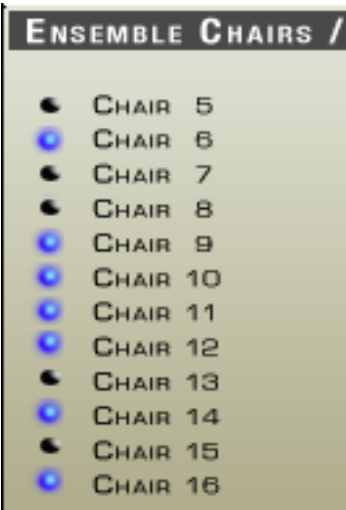 Ensemble Chairs /
Chair 5
Chair 6
Chair 7
Chair 8
Chair 9
Chair 10
Chair 11
Chair 12
Chair 13
Chair 14
Chair 15
Chair 16